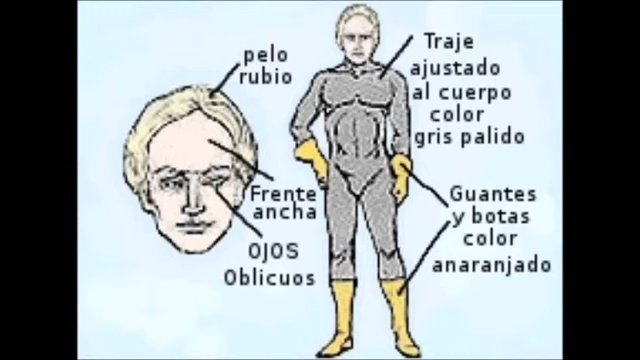 pelo
rubio
Frente
ancha
OJOS
Oblicuos
Traje
ajustado
al cuerpo
color
gris palido
Guantes
y botas
color
anaranjado